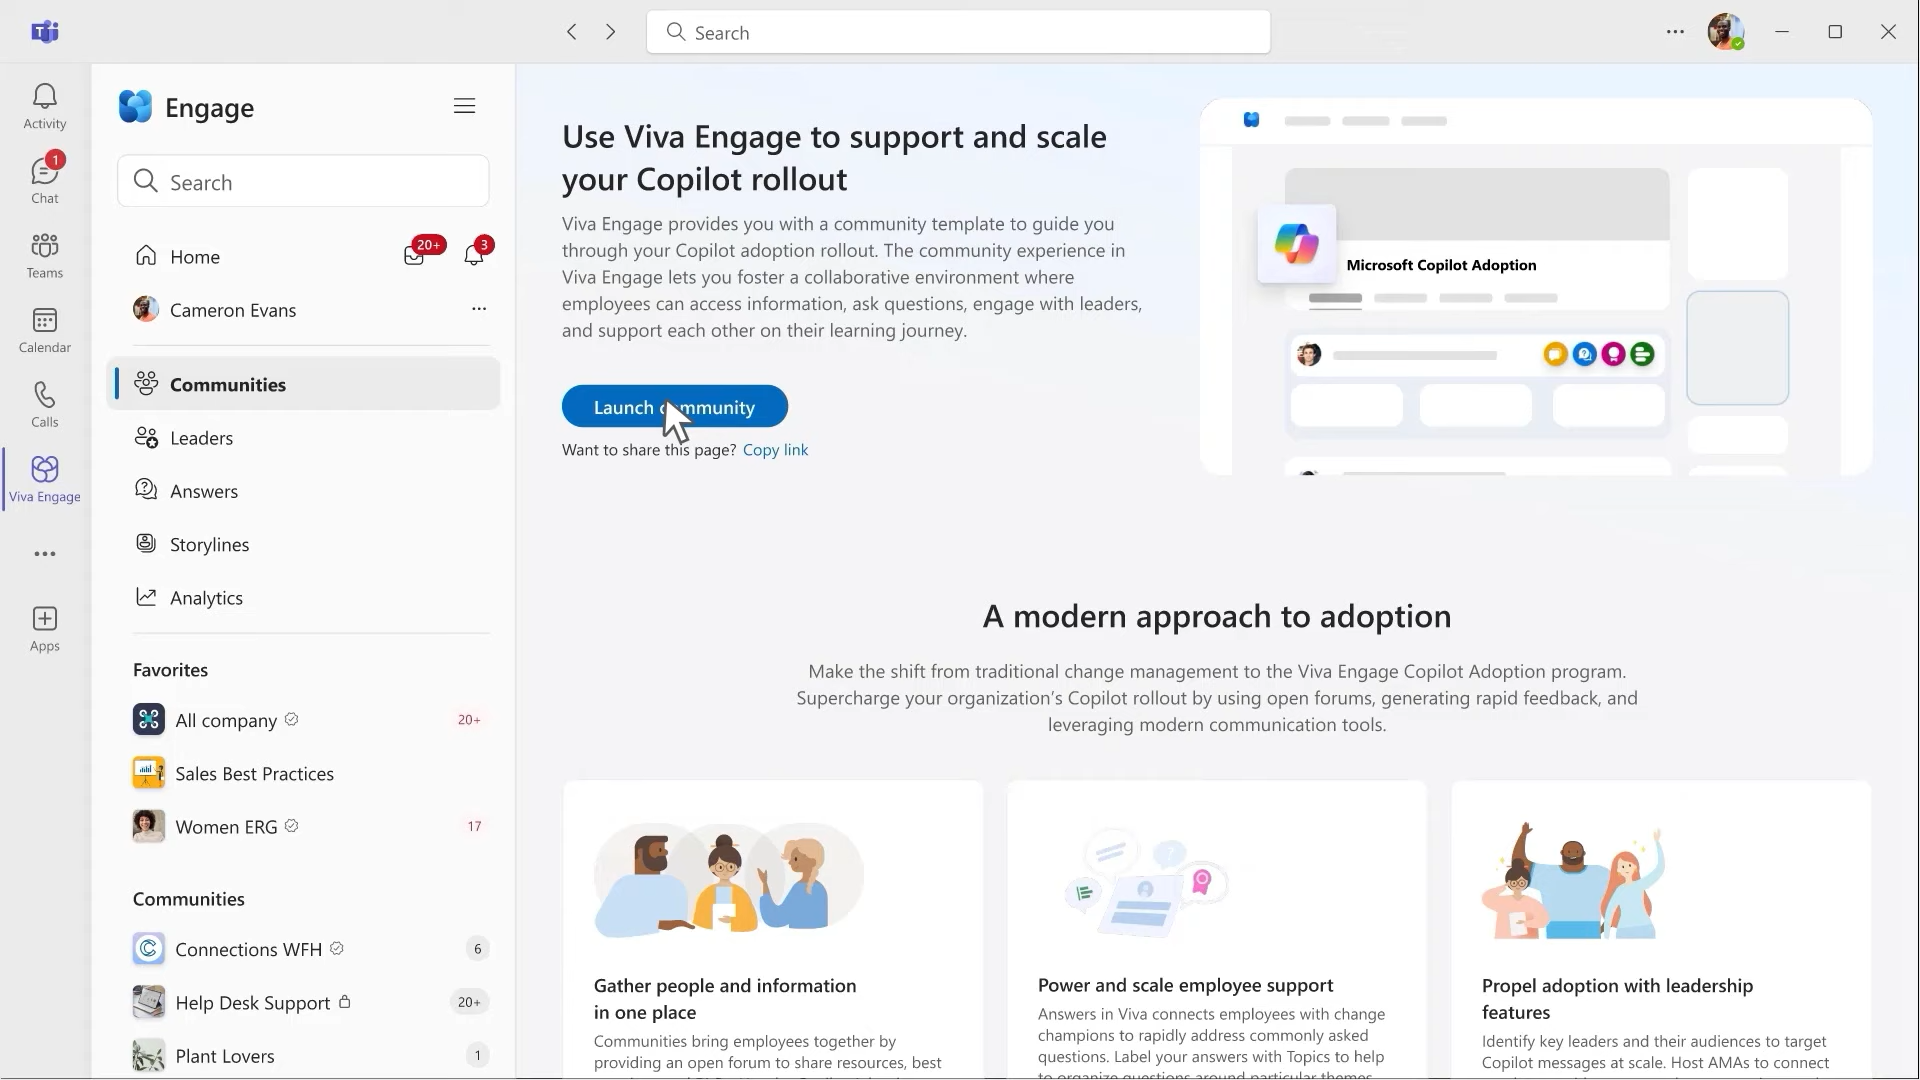 Search
Activity
1
Chat
Teams
Calendar
Calls
Viva Engage
Apps
Engage
Search
Home
20+
3
Cameron Evans
Communities
Leaders
Answers
Storylines
Analytics
Favorites
All company
20+
Sales Best Practices
Women ERG
17
Communities
Connections WFH
6
Help Desk Support
20+
Plant Lovers
1
Use Viva Engage to support and scale
your Copilot rollout
Viva Engage provides you with a community template to guide you
through your Copilot adoption rollout. The community experience in
Viva Engage lets you foster a collaborative environment where
employees can access information, ask questions, engage with leaders,
and support each other on their learning journey.
Launch community
Want to share this page? Copy link
Microsoft Copilot Adoption
A modern approach to adoption
Make the shift from traditional change management to the Viva Engage Copilot Adoption program.
Supercharge your organization's Copilot rollout by using open forums, generating rapid feedback, and
leveraging modern communication tools.
Gather people and information
in one place
Communities bring employees together by
providing an open forum to share resources, best
Power and scale employee support
Answers in Viva connects employees with change
champions to rapidly address commonly asked
questions. Label your answers with Topics to help
to organize questions around particular themes
Propel adoption with leadership
features
Identify key leaders and their audiences to target
Copilot messages at scale. Host AMAs to connect